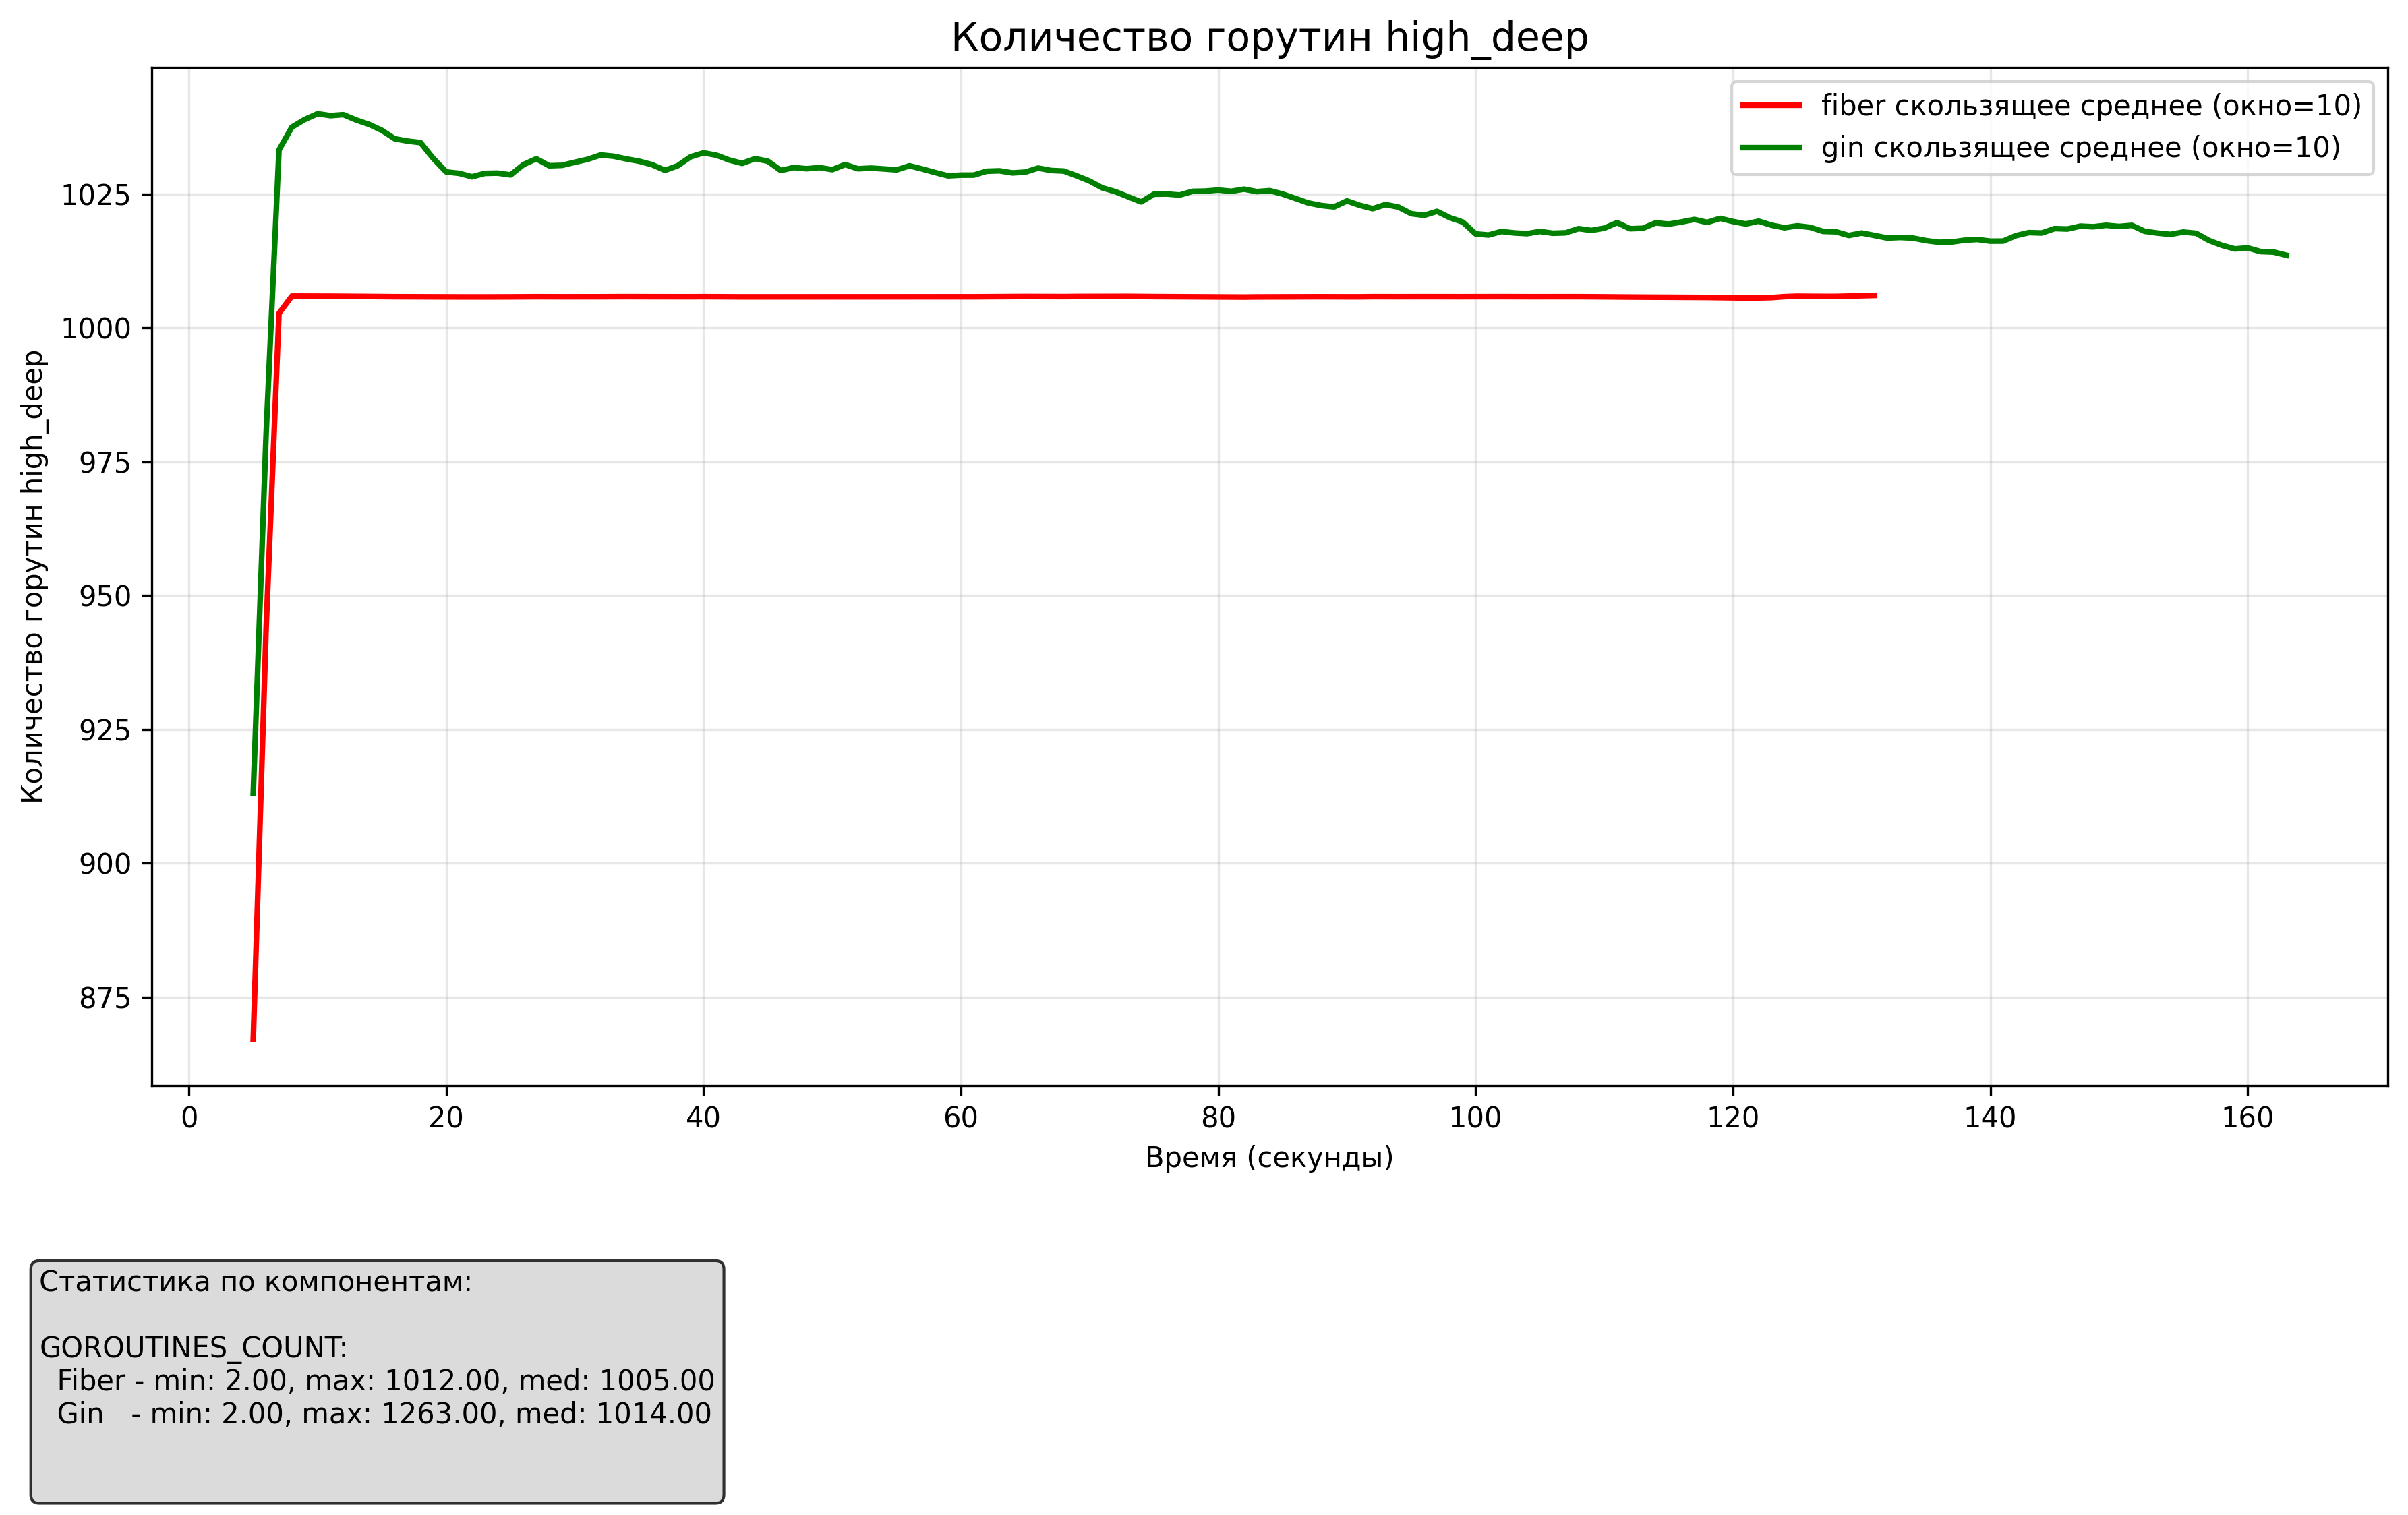 Количество горутин high_deep
fiber скользящее среднее (окно=10)
gin скользящее среднее (окно=10)
Количество горутин high_deep
1025
1000
975
950
925
900
875
0 20 40 60 80 100 120 140 160
Время (секунды)
Статистика по компонентам:
GOROUTINES_COUNT:
Fiber - min: 2.00, max: 1012.00, med: 1005.00
Gin - min: 2.00, max: 1263.00, med: 1014.00